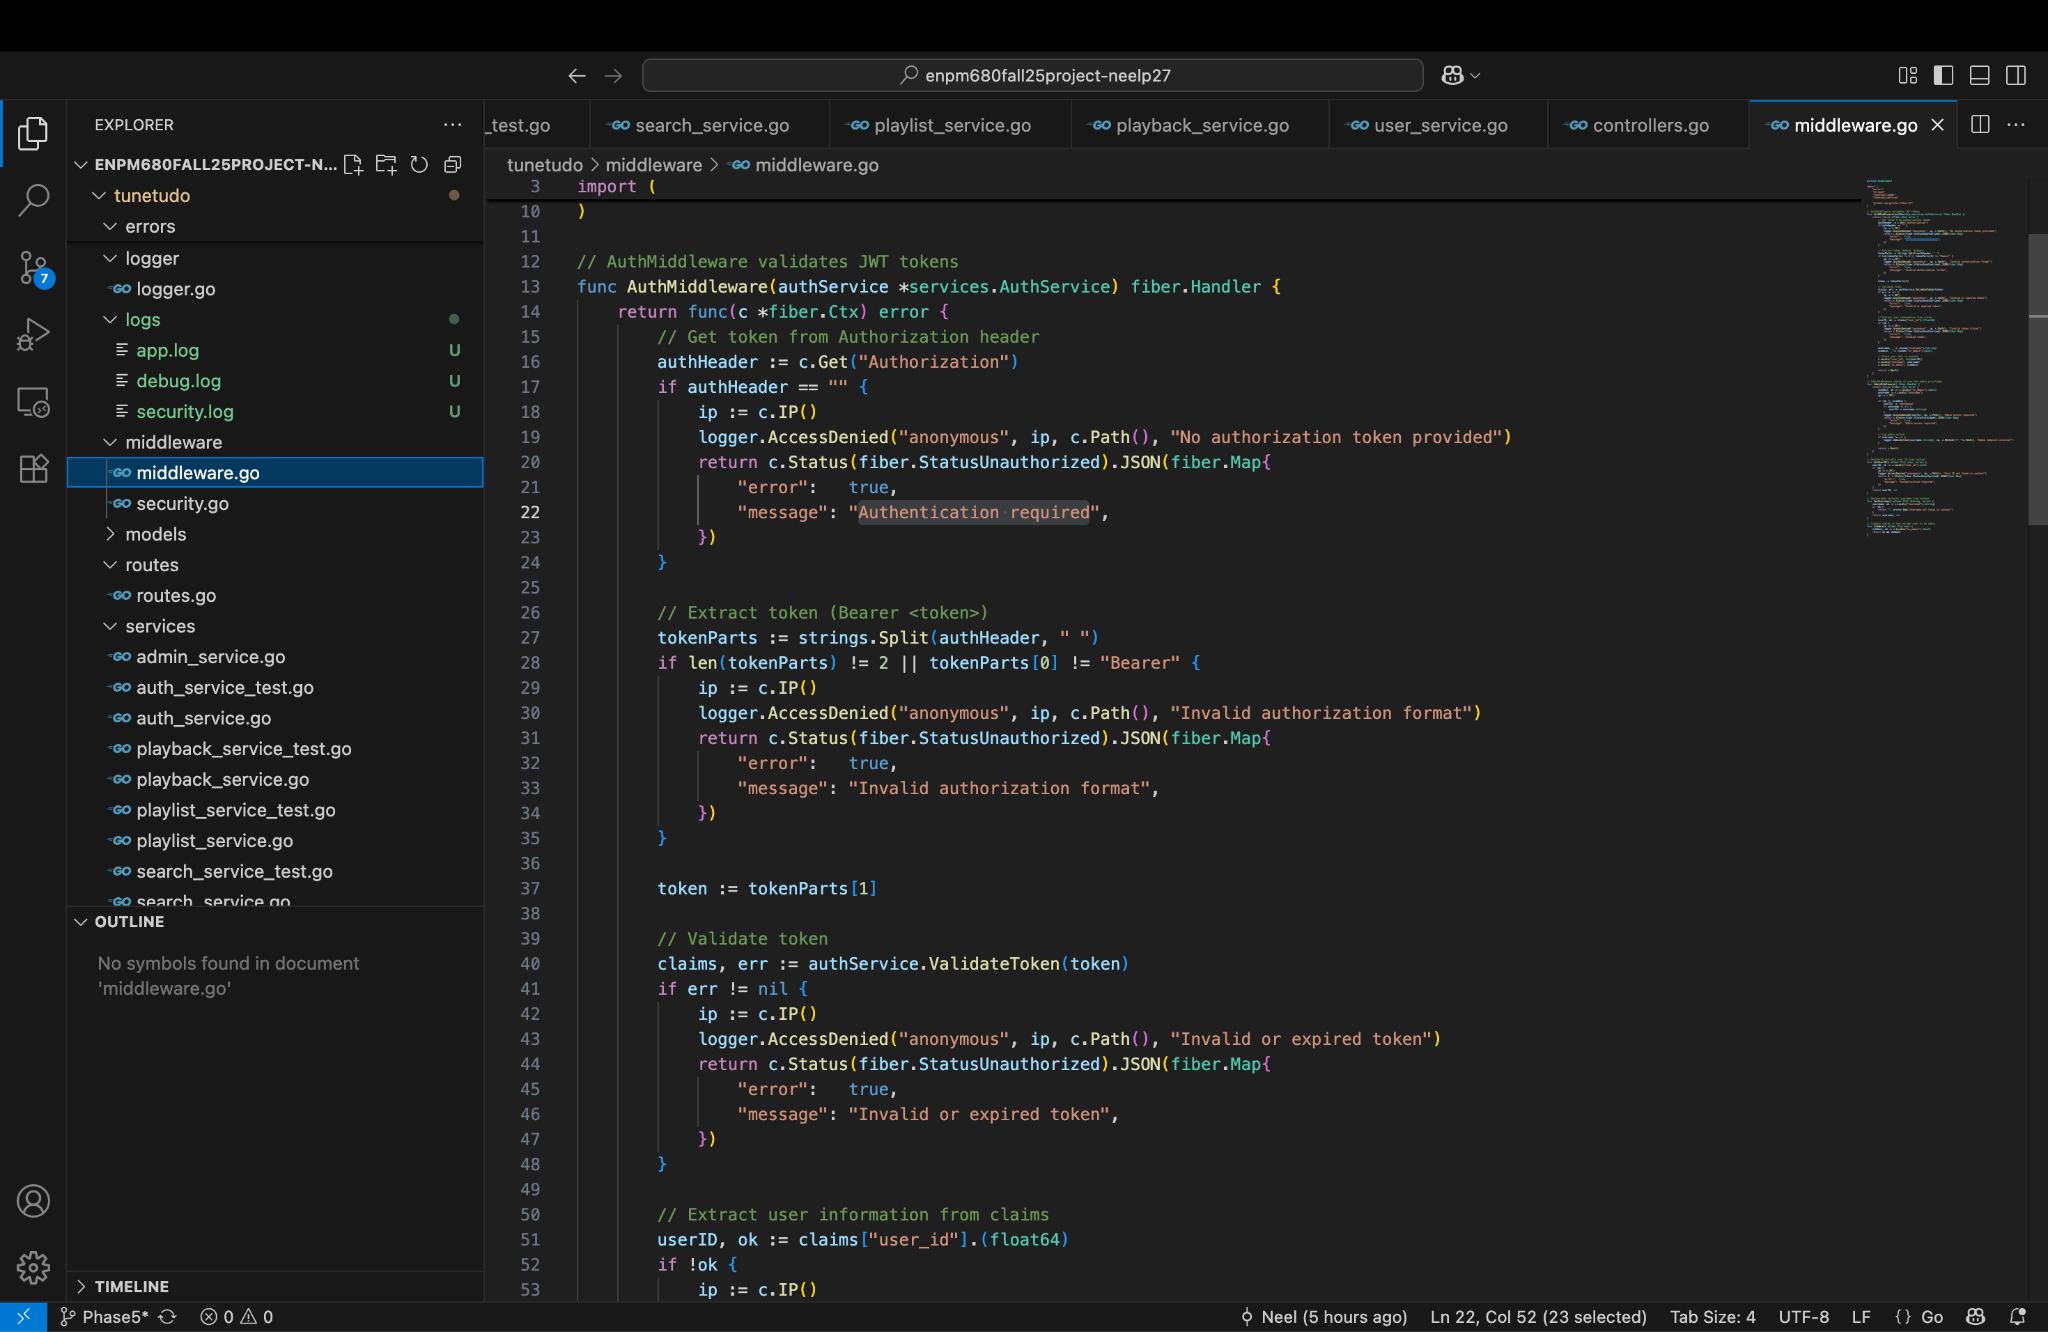 enpm680fall25project-neelp27
EXPLORER
_test.go
search_service.go
playlist_service.go
playback_service.go
user_service.go
controllers.go
middleware.go
ENPM680FALL25PROJECT-N...
tunetudo
errors
logger
logger.go
logs
app.log U
debug.log U
security.log U
middleware
middleware.go
security.go
models
routes
routes.go
services
admin_service.go
auth_service_test.go
auth_service.go
playback_service_test.go
playback_service.go
playlist_service_test.go
playlist_service.go
search_service_test.go
search_service.go
OUTLINE
No symbols found in document
'middleware.go'
TIMELINE
7
tunetudo > middleware > middleware.go
3 import (
10 )
11
12 // AuthMiddleware validates JWT tokens
13 func AuthMiddleware(authService *services.AuthService) fiber.Handler {
14 return func(c *fiber.Ctx) error {
15 // Get token from Authorization header
16 authHeader := c.Get("Authorization")
17 if authHeader == "" {
18 ip := c.IP()
19 logger.AccessDenied("anonymous", ip, c.Path(), "No authorization token provided")
20 return c.Status(fiber.StatusUnauthorized).JSON(fiber.Map{
21 "error": true,
22 "message": "Authentication required",
23 })
24 }
25
26 // Extract token (Bearer <token>)
27 tokenParts := strings.Split(authHeader, " ")
28 if len(tokenParts) != 2 || tokenParts[0] != "Bearer" {
29 ip := c.IP()
30 logger.AccessDenied("anonymous", ip, c.Path(), "Invalid authorization format")
31 return c.Status(fiber.StatusUnauthorized).JSON(fiber.Map{
32 "error": true,
33 "message": "Invalid authorization format",
34 })
35 }
36
37 token := tokenParts[1]
38
39 // Validate token
40 claims, err := authService.ValidateToken(token)
41 if err != nil {
42 ip := c.IP()
43 logger.AccessDenied("anonymous", ip, c.Path(), "Invalid or expired token")
44 return c.Status(fiber.StatusUnauthorized).JSON(fiber.Map{
45 "error": true,
46 "message": "Invalid or expired token",
47 })
48 }
49
50 // Extract user information from claims
51 userID, ok := claims["user_id"].(float64)
52 if !ok {
53 ip := c.IP()
Phase5* 0 0
Neel (5 hours ago) Ln 22, Col 52 (23 selected) Tab Size: 4 UTF-8 LF {} Go